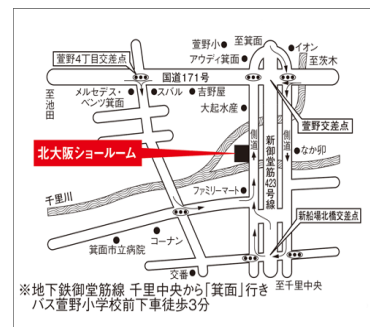 萱野小
至箕面
イオン
萱野4丁目交差点
アウディ箕面
至茨木
国道171号
至池田
メルセデス・
ベンツ箕面
スバル
吉野屋
大起水産
萱野交差点
側道
側道
新御堂筋423号線
なか卯
北大阪ショールーム
千里川
ファミリーマート
新船場北橋交差点
箕面市立病院
コーナン
交番
至千里中央
※地下鉄御堂筋線 千里中央から「箕面」行き
バス萱野小学校前下車徒歩3分